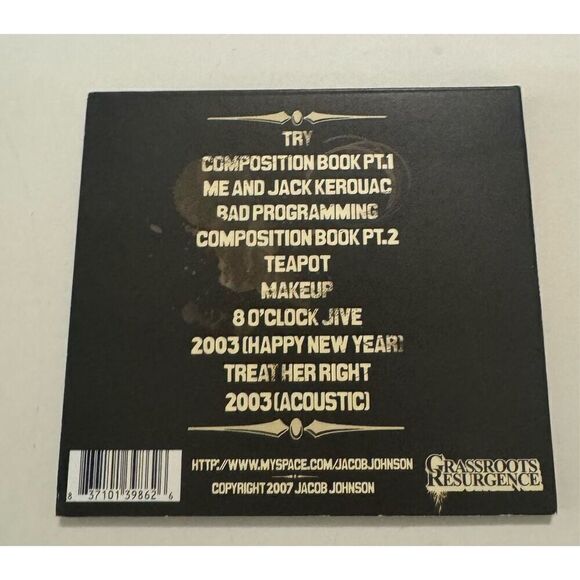 TRY
COMPOSITION BOOK PT.1
ME AND JACK KEROUAC
BAD PROGRAMMING
COMPOSITION BOOK PT.2
TEAPOT
MAKEUP
8 O'CLOCK JIVE
2003 (HAPPY NEW YEAR)
TREAT HER RIGHT
2003 (ACOUSTIC)
HTTP://WWW.MYSPACE.COM/JACOBJOHNSON
COPYRIGHT 2007 JACOB JOHNSON
8 37101 39862 6
GRASSROOTS
RESURGENCE